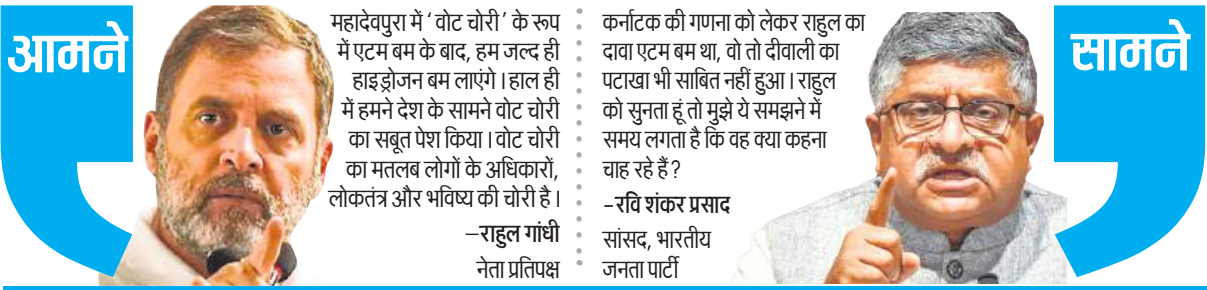 आमने
महादेवपुरा में ‘वोट चोरी’ के रूप
में एटम बम के बाद, हम जल्द ही
हाइड्रोजन बम लाएंगे। हाल ही
में हमने देश के सामने वोट चोरी
का सबूत पेश किया। वोट चोरी
का मतलब लोगों के अधिकारों,
लोकतंत्र और भविष्य की चोरी है।
–राहुल गांधी
नेता प्रतिपक्ष
कर्नाटक की गणना को लेकर राहुल का
दावा एटम बम था, वो तो दीवाली का
पटाखा भी साबित नहीं हुआ। राहुल
को सुनता हूं तो मुझे ये समझने में
समय लगता है कि वह क्या कहना
चाह रहे हैं?
-रवि शंकर प्रसाद
सांसद, भारतीय
जनता पार्टी
सामने